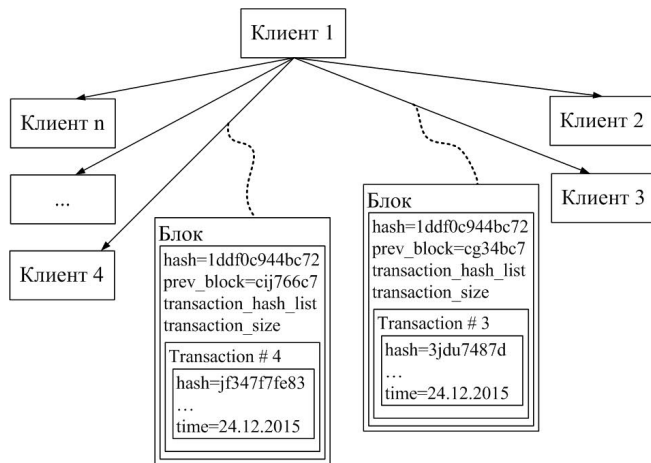 Клиент 1
Клиент n
Клиент 2
...
Клиент 3
Клиент 4
Блок
hash=1ddf0c944bc72
prev_block=cij766c7
transaction_hash_list
transaction_size
Transaction # 4
hash=jf347f7fe83
...
time=24.12.2015
Блок
hash=1ddf0c944bc72
prev_block=cg34bc7
transaction_hash_list
transaction_size
Transaction # 3
hash=3jdu7487d
...
time=24.12.2015